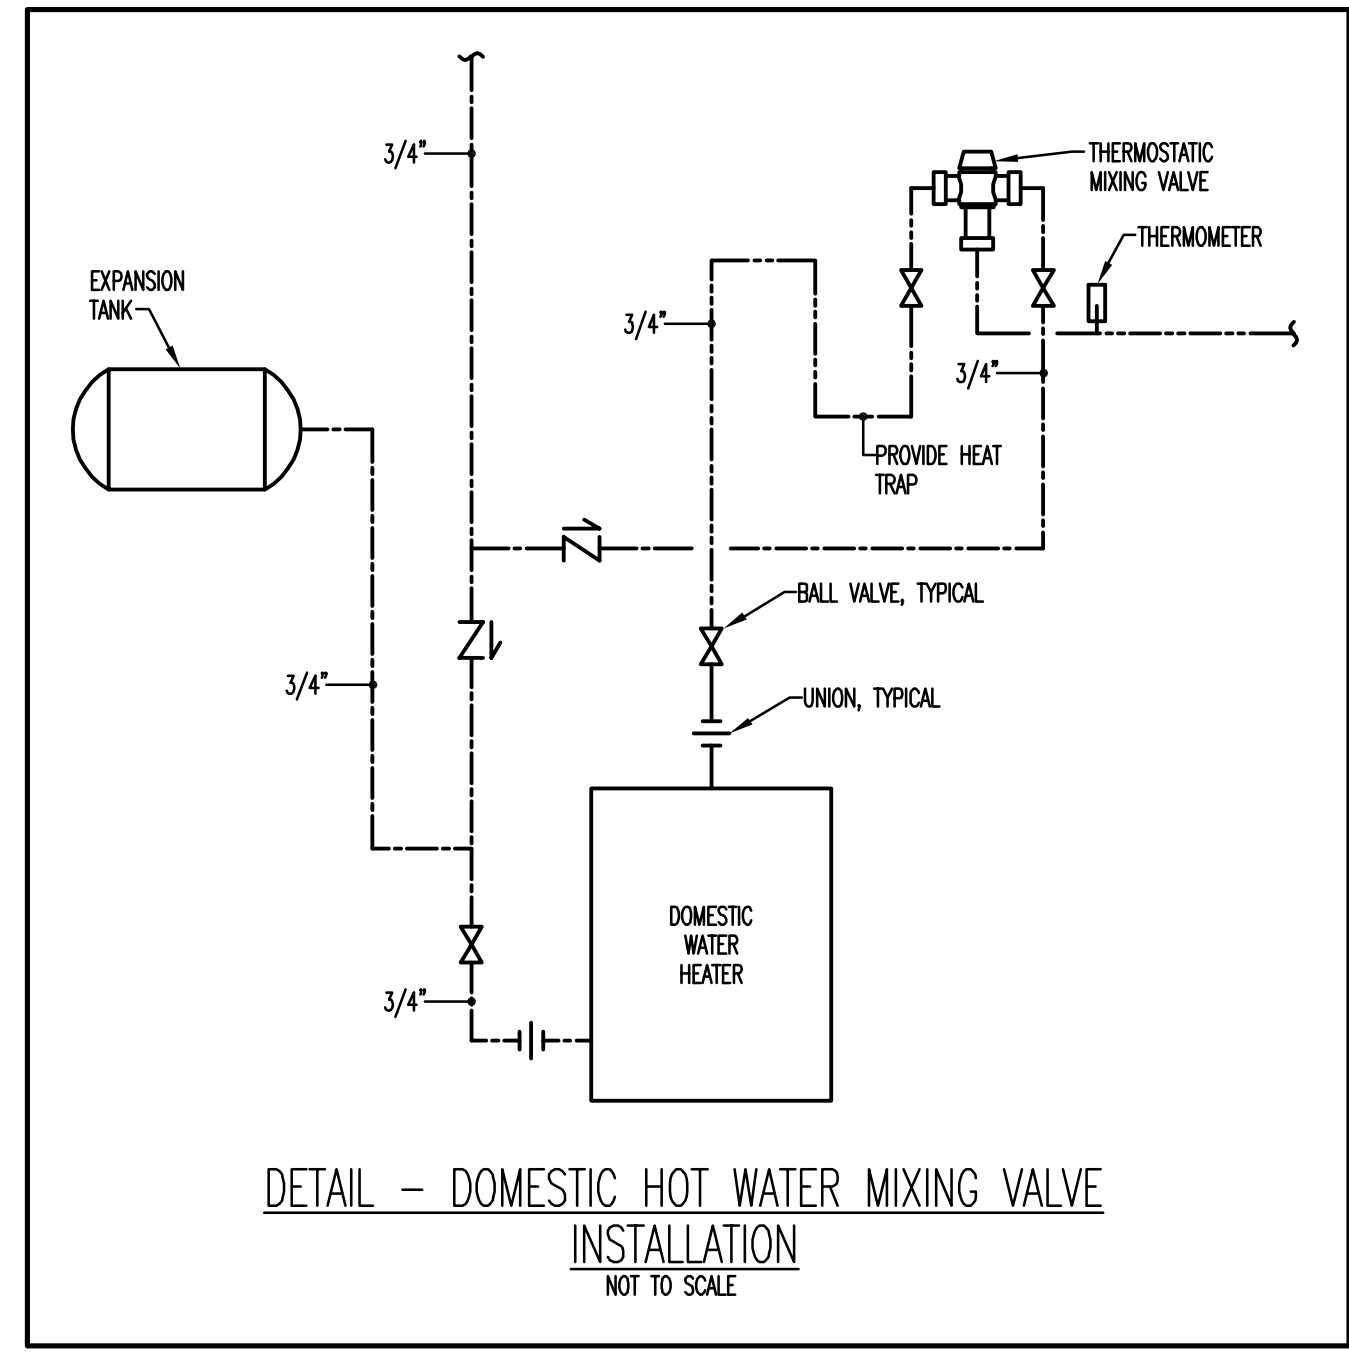 3/4"
THERMOSTATIC
MIXING VALVE
THERMOMETER
EXPANSION
TANK
3/4"
3/4"
PROVIDE HEAT
TRAP
BALL VALVE, TYPICAL
3/4"
UNION, TYPICAL
DOMESTIC
WATER
HEATER
3/4"
DETAIL - DOMESTIC HOT WATER MIXING VALVE
INSTALLATION
NOT TO SCALE